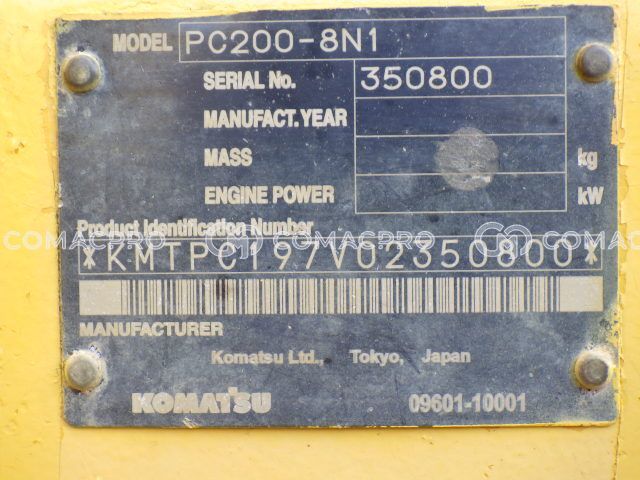 MODEL PC200-8N1
SERIAL No. 350800
MANUFACT. YEAR
MASS kg
ENGINE POWER kW
Product Identification Number
COMACPRO COMACPRO COMACPRO
*KMTPC197V02350800*
MANUFACTURER
Komatsu Ltd., Tokyo, Japan
KOMATSU 09601-10001